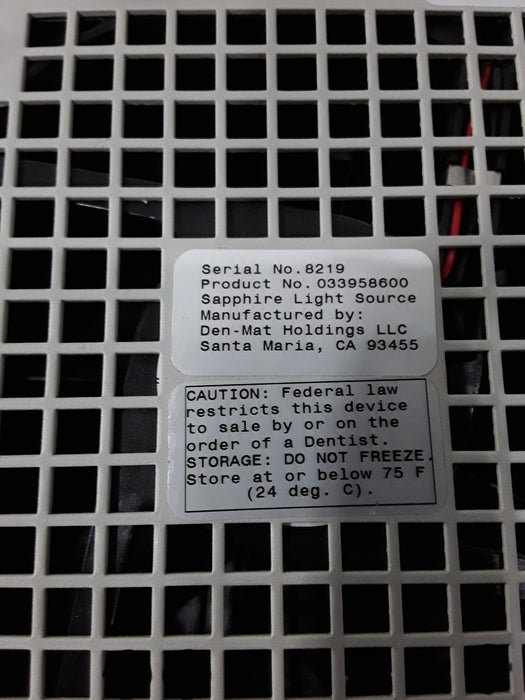 Serial No.8219
Product No. 033958600
Sapphire Light Source
Manufactured by:
Den-Mat Holdings LLC
Santa Maria, CA 93455
CAUTION: Federal law
restricts this device
to sale by or on the
order of a Dentist.
STORAGE: DO NOT FREEZE.
Store at or below 75 F
(24 deg. C).